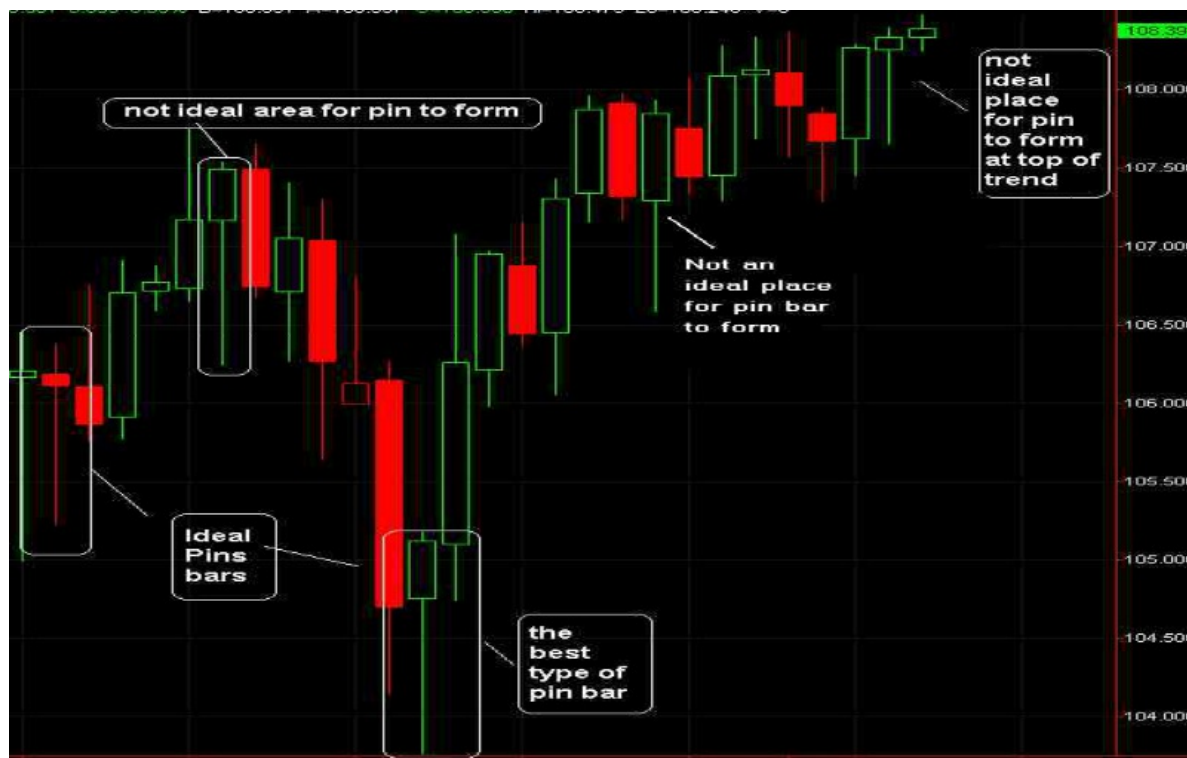 108.39
not
ideal
place
for pin
to form
at top of
trend
not ideal area for pin to form
108.000
107.500
107.000
Not an
ideal place
for pin bar
to form
106.500
106.000
105.500
Ideal
Pins
bars
105.000
the
best
type of
pin bar
104.500
104.000